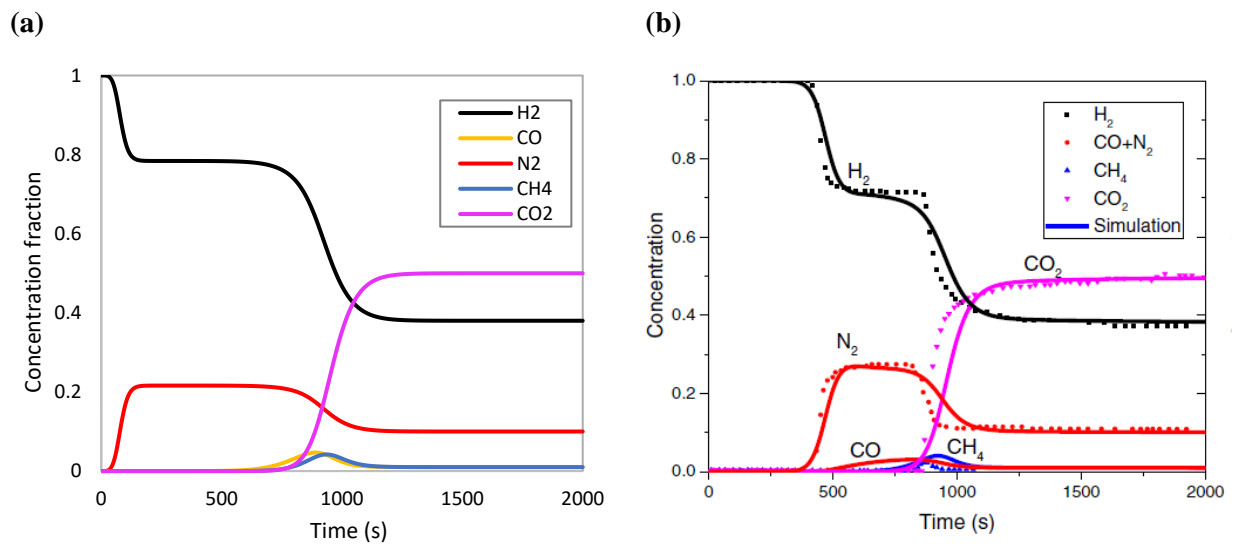 (a)
1
0.8
0.6
0.4
0.2
0
Concentration fraction
0
500
1000
1500
2000
Time (s)
H2
CO
N2
CH4
CO2
(b)
1.0
0.8
0.6
0.4
0.2
0.0
Concentration
0
500
1000
1500
2000
Time (s)
H₂
CO+N₂
CH₄
CO₂
Simulation
H₂
CO₂
N₂
CO
CH₄